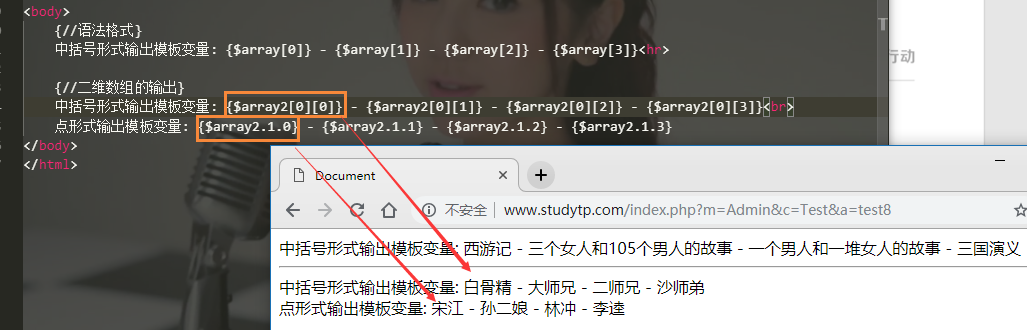 <body>
{//语法格式}
中括号形式输出模板变量: {$array[0]} - {$array[1]} - {$array[2]} - {$array[3]}<hr>
{//二维数组的输出}
中括号形式输出模板变量: {$array2[0][0]} - {$array2[0][1]} - {$array2[0][2]} - {$array2[0][3]}<br>
点形式输出模板变量: {$array2.1.0} - {$array2.1.1} - {$array2.1.2} - {$array2.1.3}
</body>
</html>
T
行动
Document
不安全 | www.studytp.com/index.php?m=Admin&c=Test&a=test8
中括号形式输出模板变量: 西游记 - 三个女人和105个男人的故事 - 一个男人和一堆女人的故事 - 三国演义
中括号形式输出模板变量: 白骨精 - 大师兄 - 二师兄 - 沙师弟
点形式输出模板变量: 宋江 - 孙二娘 - 林冲 - 李逵